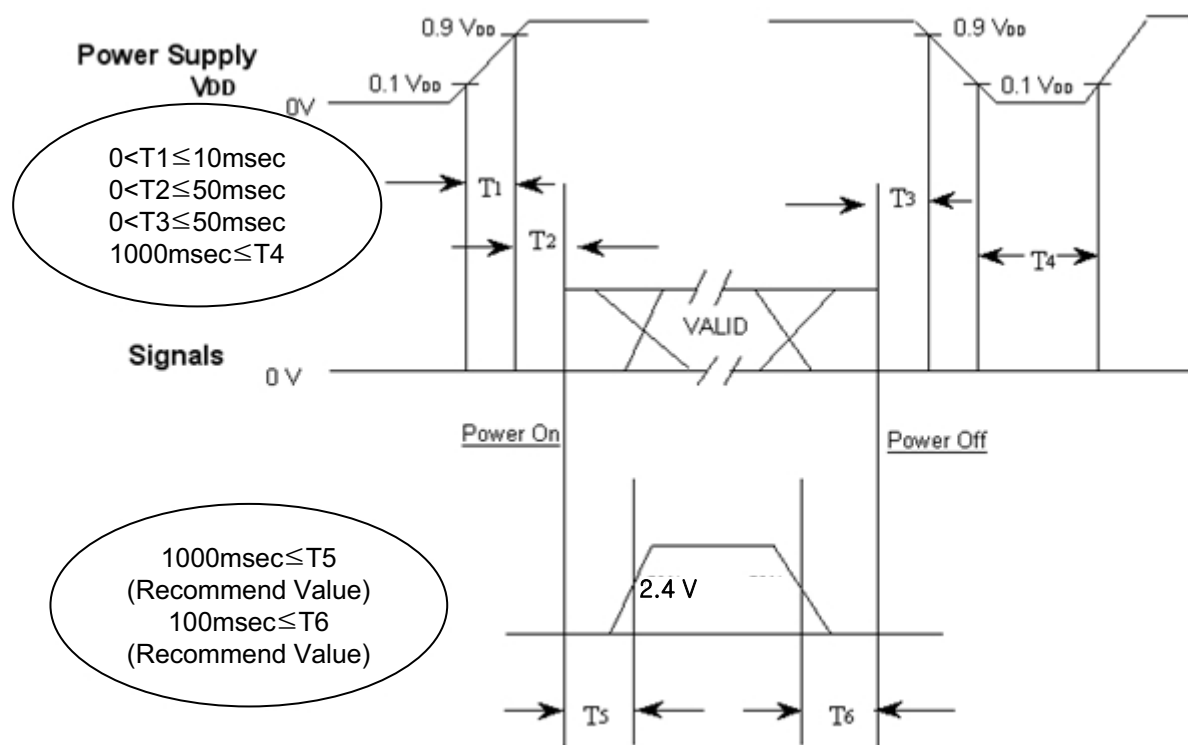 0.9 VDD
0.9 VDD
Power Supply
VDD
0.1 VDD
0.1 VDD
0V
0<T1≦10msec
0<T2≦50msec
0<T3≦50msec
1000msec≦T4
T1
T3
T2
T4
VALID
Signals
0 V
Power On
Power Off
1000msec≦T5
(Recommend Value)
100msec≦T6
(Recommend Value)
2.4 V
T5
T6